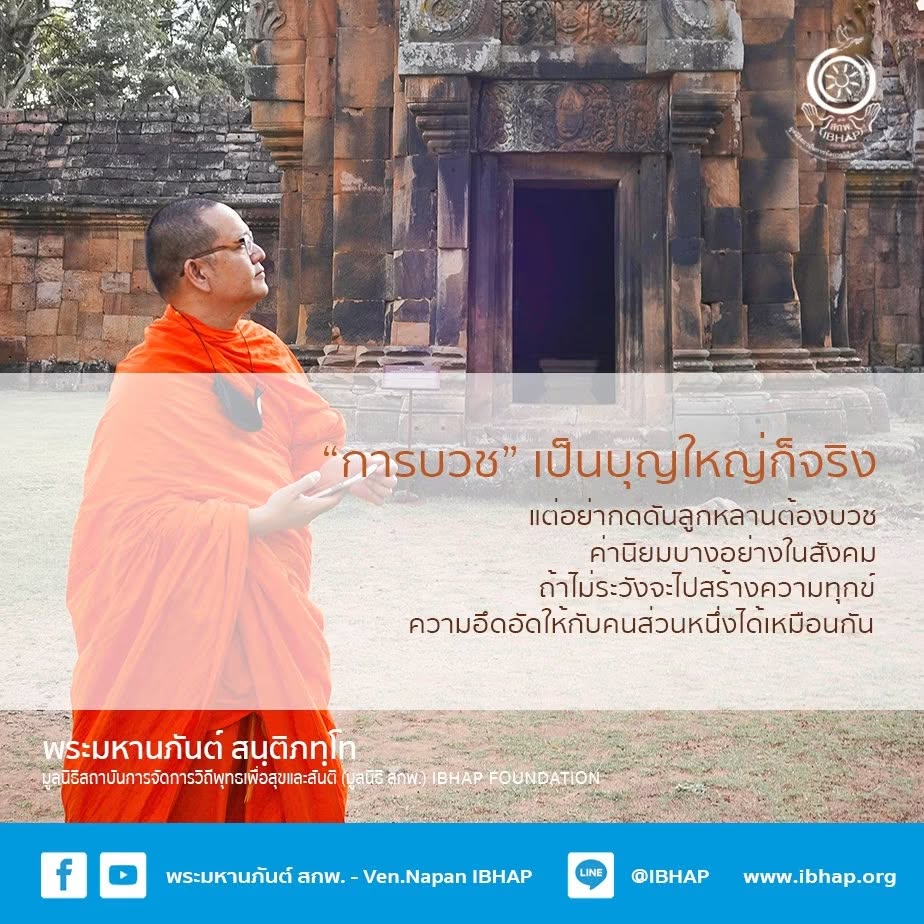 สกพ.
IBHAP
“การบวช” เป็นบุญใหญ่ก็จริง
แต่อย่ากดดันลูกหลานต้องบวช
ค่านิยมบางอย่างในสังคม
ถ้าไม่ระวังจะไปสร้างความทุกข์
ความอึดอัดให้กับคนส่วนหนึ่งได้เหมือนกัน
พระมหานภันต์ สนฺติภทฺโท
มูลนิธิสถาบันการจัดการวิถีพุทธเพื่อสุขและสันติ (มูลนิธิ สกพ.) IBHAP FOUNDATION
พระมหานภันต์ สกพ. - Ven.Napan IBHAP
LINE
@IBHAP
www.ibhap.org